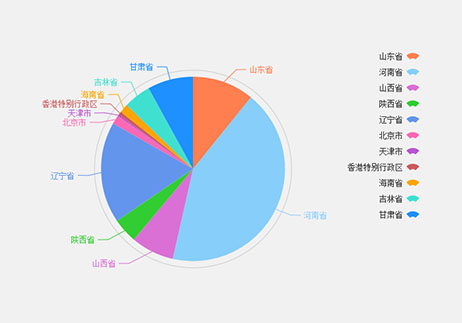 甘肃省
山东省
吉林省
海南省
香港特别行政区
天津市
北京市
辽宁省
河南省
陕西省
山西省
山东省
河南省
山西省
陕西省
辽宁省
北京市
天津市
香港特别行政区
海南省
吉林省
甘肃省